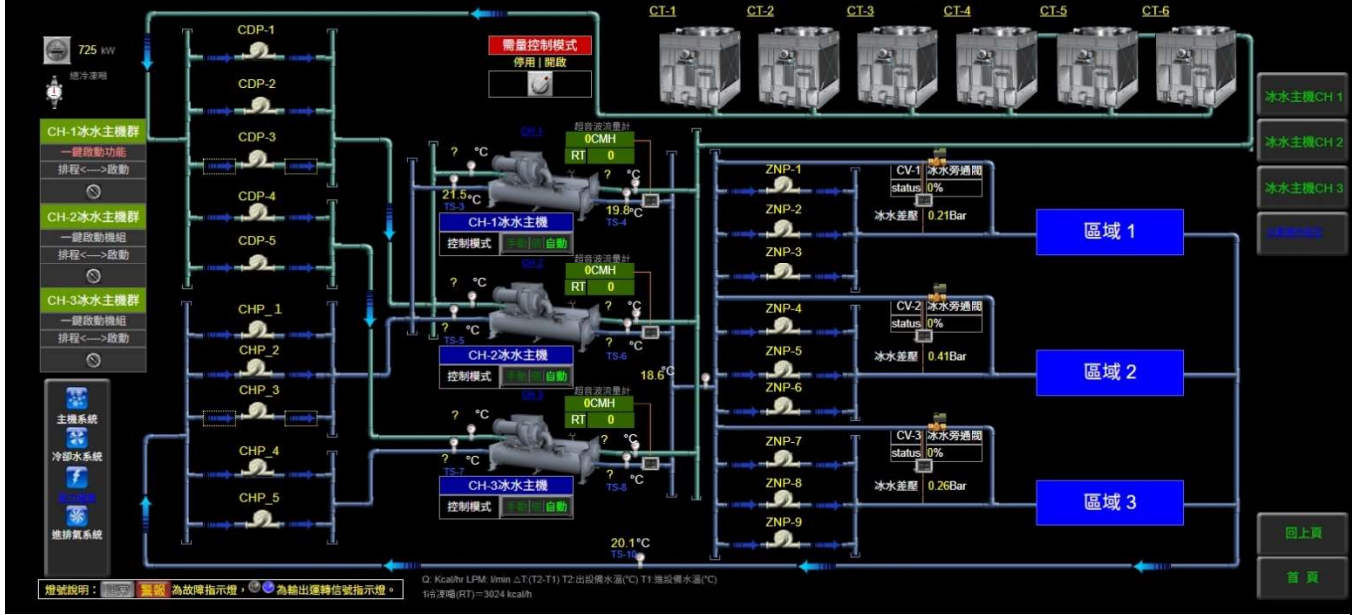 CT-1 CT-2 CT-3 CT-4 CT-5 CT-6
725 kW
總冷凍噸
需量控制模式
停用 | 開啟
CDP-1
CDP-2
CDP-3
CDP-4
CDP-5
CHP_1
CHP_2
CHP_3
CHP_4
CHP_5
CH-1冰水主機群
一鍵啟動功能
排程<---->啟動
CH-2冰水主機群
一鍵啟動機組
排程<---->啟動
CH-3冰水主機群
一鍵啟動機組
排程<---->啟動
主機系統
冷卻水系統
進排氣系統
CH-1
超音波流量計
0CMH
RT 0
? °C
? °C
21.5°C
TS-3
19.8°C
TS-4
CH-1冰水主機
控制模式 手動 關 自動
CH-2
超音波流量計
0CMH
RT 0
? °C
? °C
? °C
TS-5
? °C
TS-6
CH-2冰水主機
控制模式 手動 關 自動
18.6°C
CH-3
超音波流量計
0CMH
RT 0
? °C
? °C
? °C
TS-7
? °C
TS-8
CH-3冰水主機
控制模式 手動 關 自動
20.1°C
TS-10
ZNP-1
ZNP-2
ZNP-3
ZNP-4
ZNP-5
ZNP-6
ZNP-7
ZNP-8
ZNP-9
CV-1 冰水旁通閥
status 0%
冰水差壓 0.21Bar
區域 1
CV-2 冰水旁通閥
status 0%
冰水差壓 0.41Bar
區域 2
CV-3 冰水旁通閥
status 0%
冰水差壓 0.26Bar
區域 3
冰水主機CH 1
冰水主機CH 2
冰水主機CH 3
回上頁
首 頁
燈號說明： 警報 為故障指示燈，為輸出運轉信號指示燈。
Q: Kcal/hr LPM: l/min △T:(T2-T1) T2:出設備水溫(°C) T1:進設備水溫(°C)
1冷凍噸(RT)＝3024 kcal/h